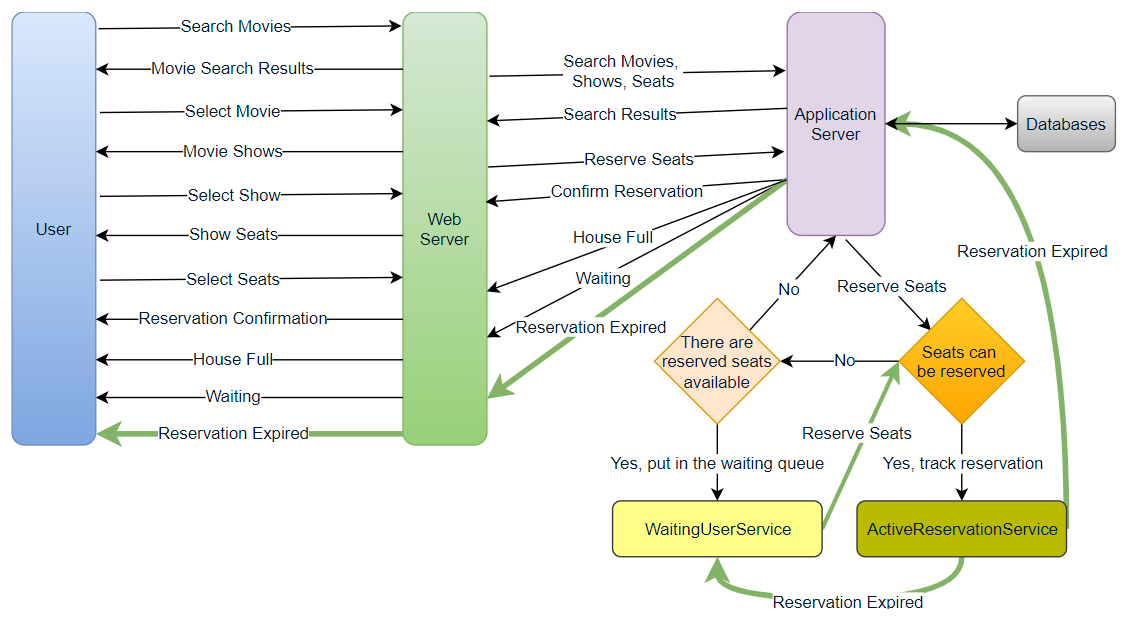 Search Movies
Movie Search Results
Select Movie
Movie Shows
Select Show
Show Seats
Select Seats
Reservation Confirmation
House Full
Waiting
Reservation Expired
User
Web
Server
Search Movies,
Shows, Seats
Search Results
Reserve Seats
Confirm Reservation
House Full
Waiting
Reservation Expired
Application
Server
Databases
Reservation Expired
No
Reserve Seats
There are
reserved seats
available
No
Seats can
be reserved
Reserve Seats
Yes, put in the waiting queue
Yes, track reservation
WaitingUserService
ActiveReservationService
Reservation Expired